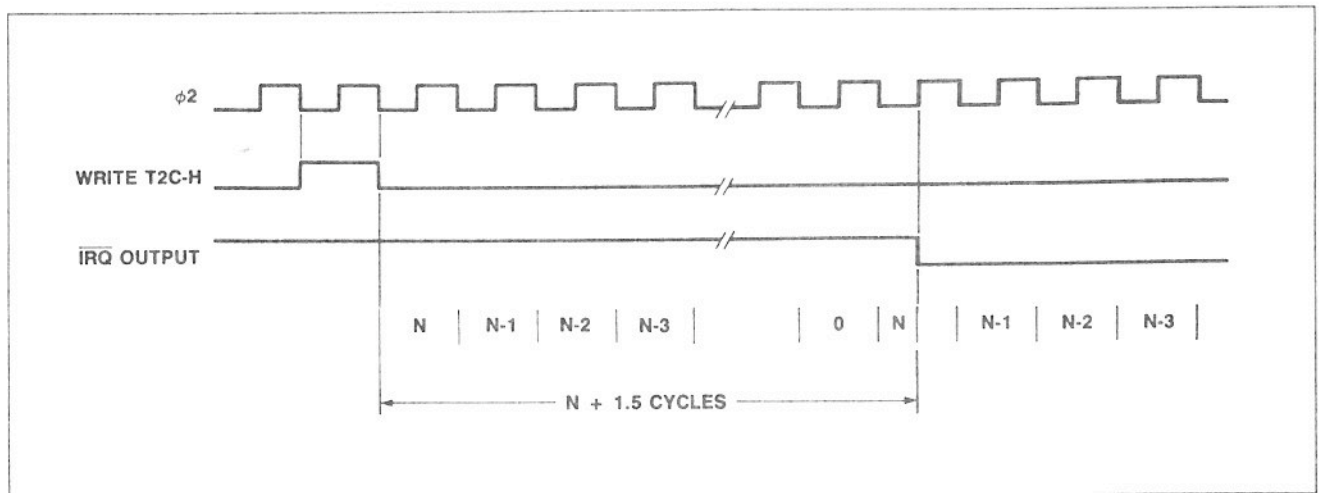 φ2
WRITE T2C-H
IRQ OUTPUT
N | N-1 | N-2 | N-3 | | 0 | N | | N-1 | N-2 | N-3 |
N + 1.5 CYCLES